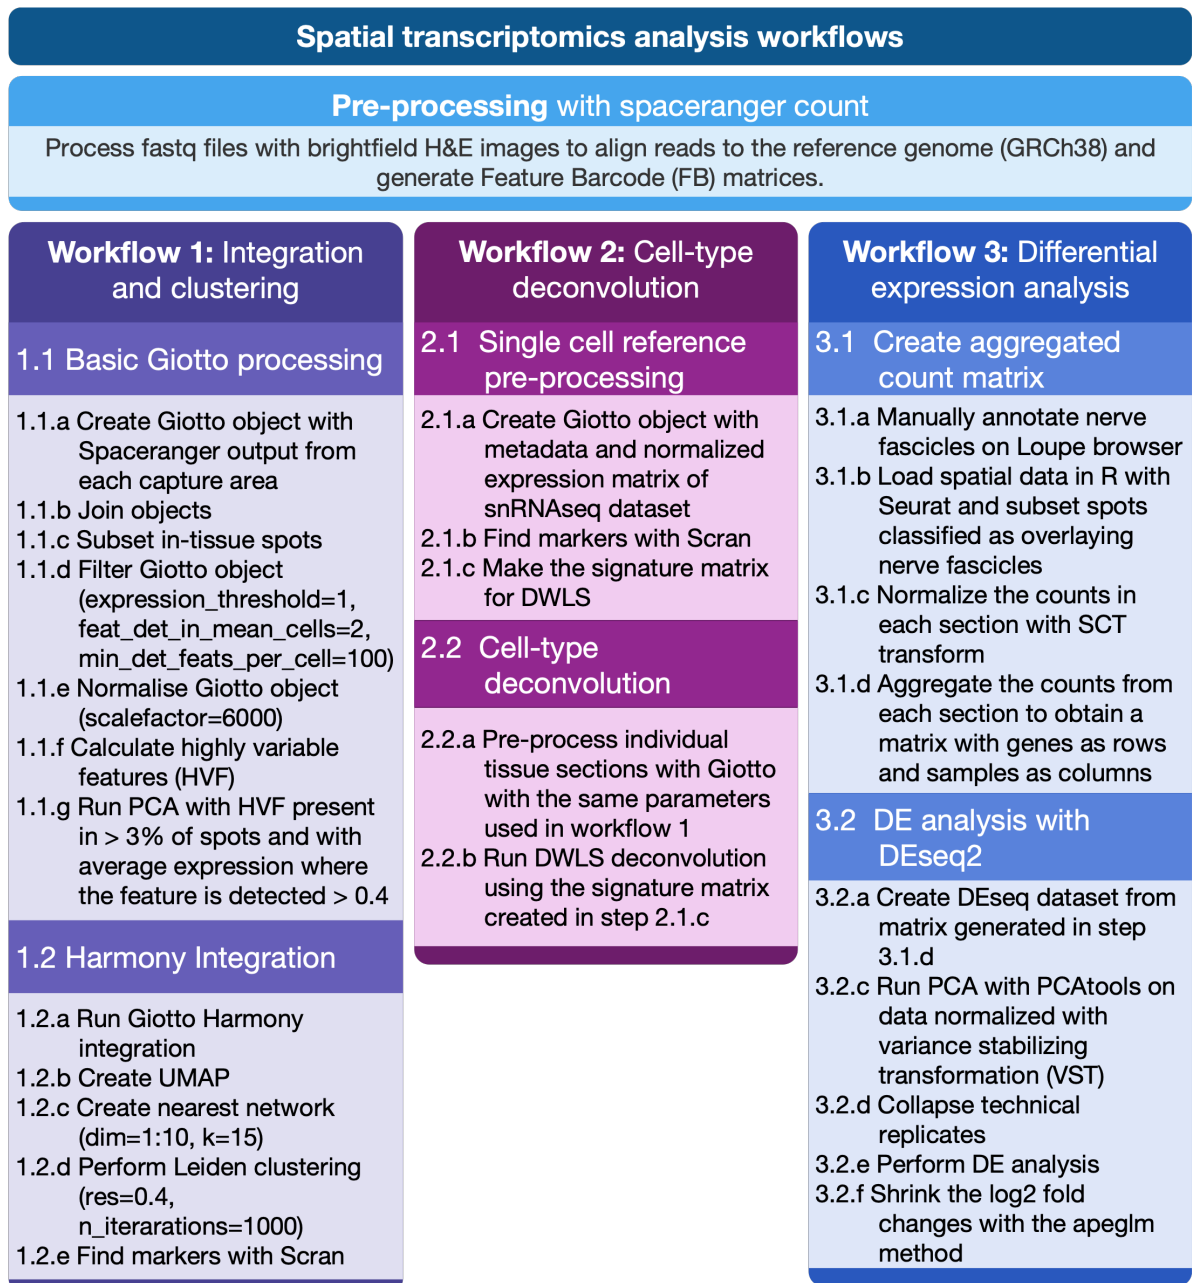 Spatial transcriptomics analysis workflows
Pre-processing with spaceranger count
Process fastq files with brightfield H&E images to align reads to the reference genome (GRCh38) and
generate Feature Barcode (FB) matrices.
Workflow 1: Integration
and clustering
1.1 Basic Giotto processing
1.1.a Create Giotto object with
Spaceranger output from
each capture area
1.1.b Join objects
1.1.c Subset in-tissue spots
1.1.d Filter Giotto object
(expression_threshold=1,
feat_det_in_mean_cells=2,
min_det_feats_per_cell=100)
1.1.e Normalise Giotto object
(scalefactor=6000)
1.1.f Calculate highly variable
features (HVF)
1.1.g Run PCA with HVF present
in > 3% of spots and with
average expression where
the feature is detected > 0.4
1.2 Harmony Integration
1.2.a Run Giotto Harmony
integration
1.2.b Create UMAP
1.2.c Create nearest network
(dim=1:10, k=15)
1.2.d Perform Leiden clustering
(res=0.4,
n_iterarations=1000)
1.2.e Find markers with Scran
Workflow 2: Cell-type
deconvolution
2.1 Single cell reference
pre-processing
2.1.a Create Giotto object with
metadata and normalized
expression matrix of
snRNAseq dataset
2.1.b Find markers with Scran
2.1.c Make the signature matrix
for DWLS
2.2 Cell-type
deconvolution
2.2.a Pre-process individual
tissue sections with Giotto
with the same parameters
used in workflow 1
2.2.b Run DWLS deconvolution
using the signature matrix
created in step 2.1.c
Workflow 3: Differential
expression analysis
3.1 Create aggregated
count matrix
3.1.a Manually annotate nerve
fascicles on Loupe browser
3.1.b Load spatial data in R with
Seurat and subset spots
classified as overlaying
nerve fascicles
3.1.c Normalize the counts in
each section with SCT
transform
3.1.d Aggregate the counts from
each section to obtain a
matrix with genes as rows
and samples as columns
3.2 DE analysis with
DEseq2
3.2.a Create DEseq dataset from
matrix generated in step
3.1.d
3.2.c Run PCA with PCAtools on
data normalized with
variance stabilizing
transformation (VST)
3.2.d Collapse technical
replicates
3.2.e Perform DE analysis
3.2.f Shrink the log2 fold
changes with the apeglm
method